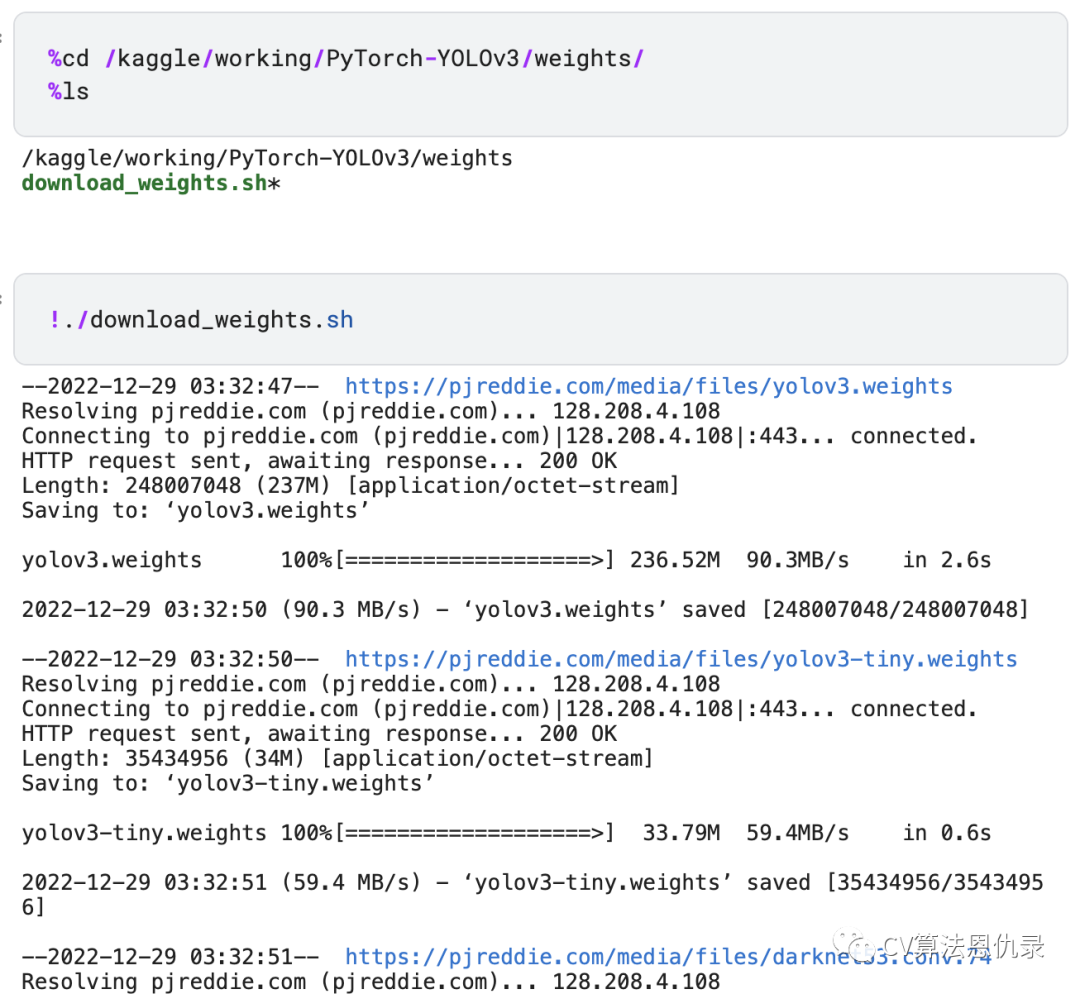 %cd /kaggle/working/PyTorch-YOLOv3/weights/
%ls
/kaggle/working/PyTorch-YOLOv3/weights
download_weights.sh*
!./download_weights.sh
--2022-12-29 03:32:47--  https://pjreddie.com/media/files/yolov3.weights
Resolving pjreddie.com (pjreddie.com)... 128.208.4.108
Connecting to pjreddie.com (pjreddie.com)|128.208.4.108|:443... connected.
HTTP request sent, awaiting response... 200 OK
Length: 248007048 (237M) [application/octet-stream]
Saving to: ‘yolov3.weights’
yolov3.weights      100%[===================>] 236.52M  90.3MB/s    in 2.6s
2022-12-29 03:32:50 (90.3 MB/s) - ‘yolov3.weights’ saved [248007048/248007048]
--2022-12-29 03:32:50--  https://pjreddie.com/media/files/yolov3-tiny.weights
Resolving pjreddie.com (pjreddie.com)... 128.208.4.108
Connecting to pjreddie.com (pjreddie.com)|128.208.4.108|:443... connected.
HTTP request sent, awaiting response... 200 OK
Length: 35434956 (34M) [application/octet-stream]
Saving to: ‘yolov3-tiny.weights’
yolov3-tiny.weights 100%[===================>]  33.79M  59.4MB/s    in 0.6s
2022-12-29 03:32:51 (59.4 MB/s) - ‘yolov3-tiny.weights’ saved [35434956/3543495
6]
--2022-12-29 03:32:51--  https://pjreddie.com/media/files/darknet53.conv.74
CV算法恩仇录
Resolving pjreddie.com (pjreddie.com)... 128.208.4.108